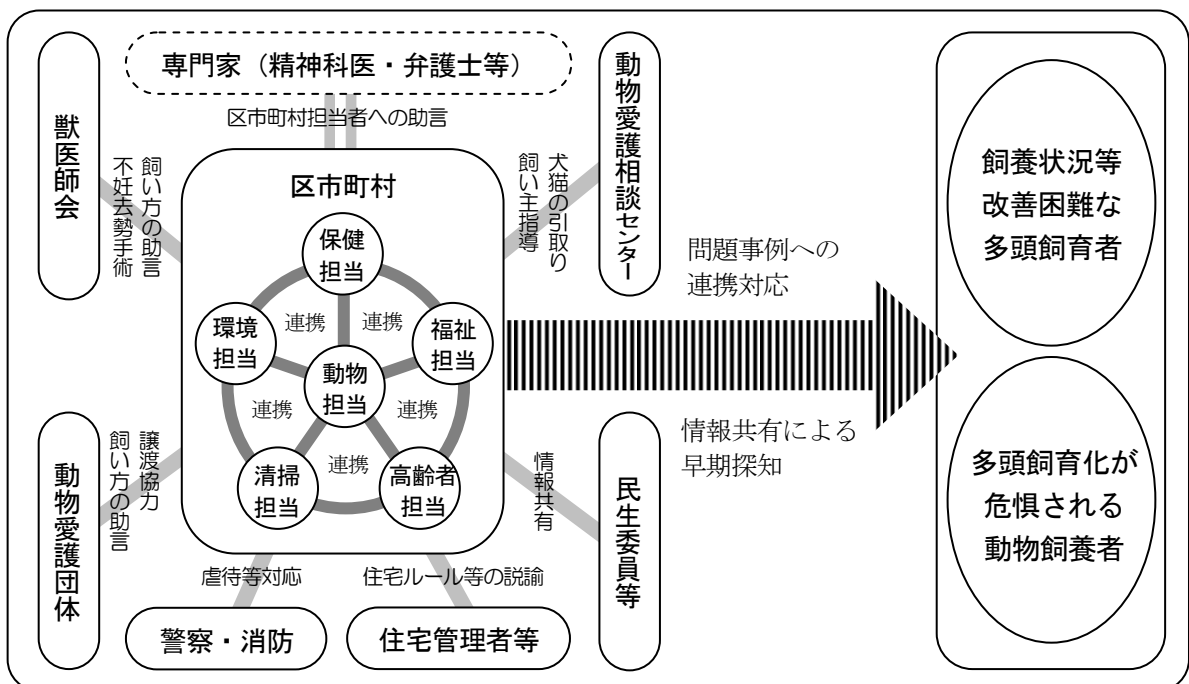 専門家（精神科医・弁護士等）
区市町村担当者への助言
獣医師会
飼い方の助言
不妊去勢手術
動物愛護相談センター
犬猫の引取り
飼い主指導
区市町村
保健
担当
環境
担当
福祉
担当
動物
担当
清掃
担当
高齢者
担当
連携
連携
連携
連携
連携
動物愛護団体
譲渡協力
飼い方の助言
民生委員等
情報共有
虐待等対応
住宅ルール等の説諭
警察・消防
住宅管理者等
問題事例への
連携対応
情報共有による
早期探知
飼養状況等
改善困難な
多頭飼育者
多頭飼育化が
危惧される
動物飼養者